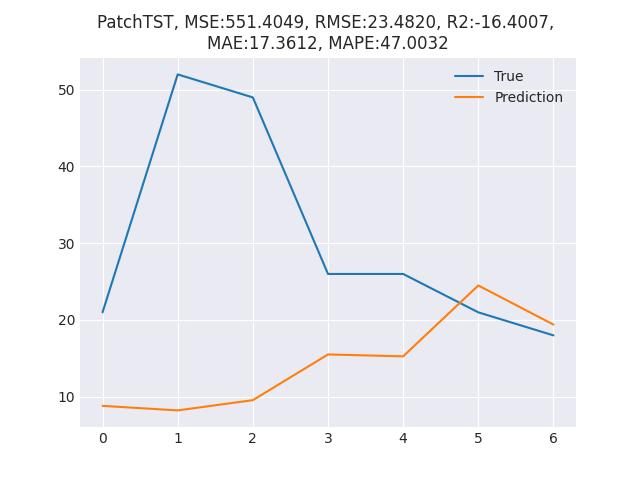 PatchTST, MSE:551.4049, RMSE:23.4820, R2:-16.4007,
MAE:17.3612, MAPE:47.0032
True
Prediction
50
40
30
20
10
0 1 2 3 4 5 6